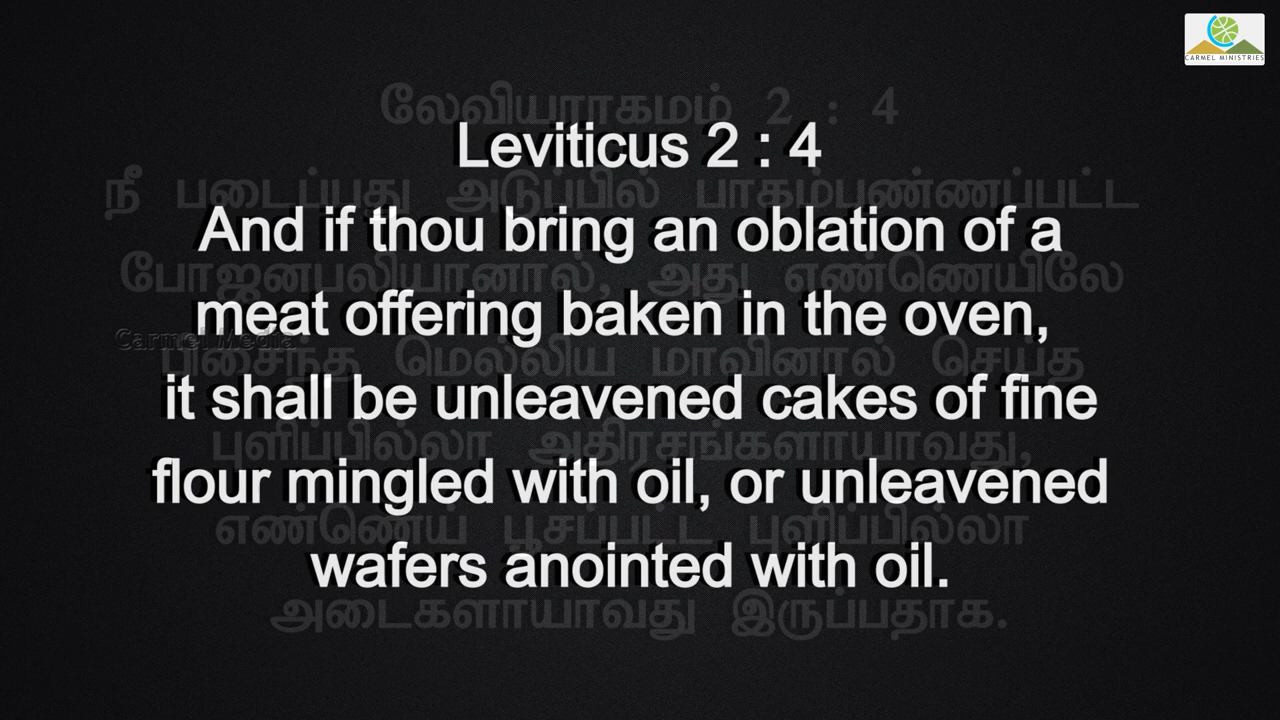 CARMEL MINISTRIES
லேவியராகமம் 2 : 4
Leviticus 2 : 4
நீ படைப்பது அடுப்பில் பாகம்பண்ணப்பட்ட
And if thou bring an oblation of a
போஜனபலியானால், அது எண்ணெயிலே
meat offering baken in the oven,
Carmel Media
பிசைந்த மெல்லிய மாவினால் செய்த
it shall be unleavened cakes of fine
புளிப்பில்லா அதிரசங்களாயாவது,
flour mingled with oil, or unleavened
எண்ணெய் பூசப்பட்ட புளிப்பில்லா
wafers anointed with oil.
அடைகளாயாவது இருப்பதாக.